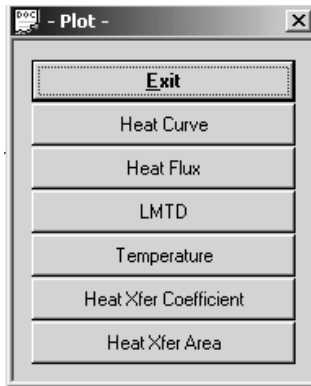 - Plot -
Exit
Heat Curve
Heat Flux
LMTD
Temperature
Heat Xfer Coefficient
Heat Xfer Area